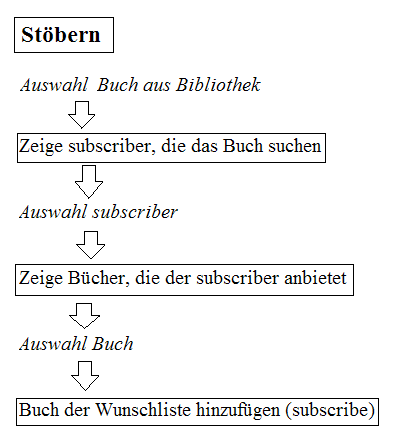 Stöbern
Auswahl Buch aus Bibliothek
Zeige subscriber, die das Buch suchen
Auswahl subscriber
Zeige Bücher, die der subscriber anbietet
Auswahl Buch
Buch der Wunschliste hinzufügen (subscribe)